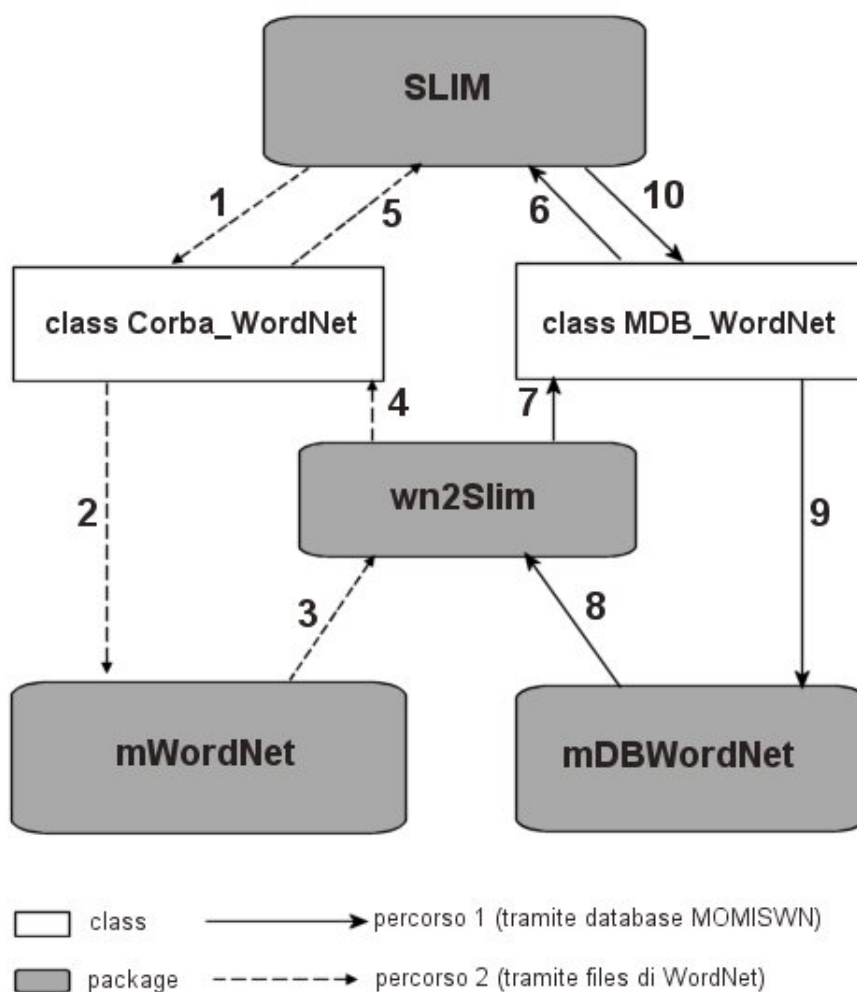 SLIM
1
5
6
10
class Corba_WordNet
class MDB_WordNet
4
7
2
wn2Slim
9
3
8
mWordNet
mDBWordNet
class
percorso 1 (tramite database MOMISWN)
package
percorso 2 (tramite files di WordNet)